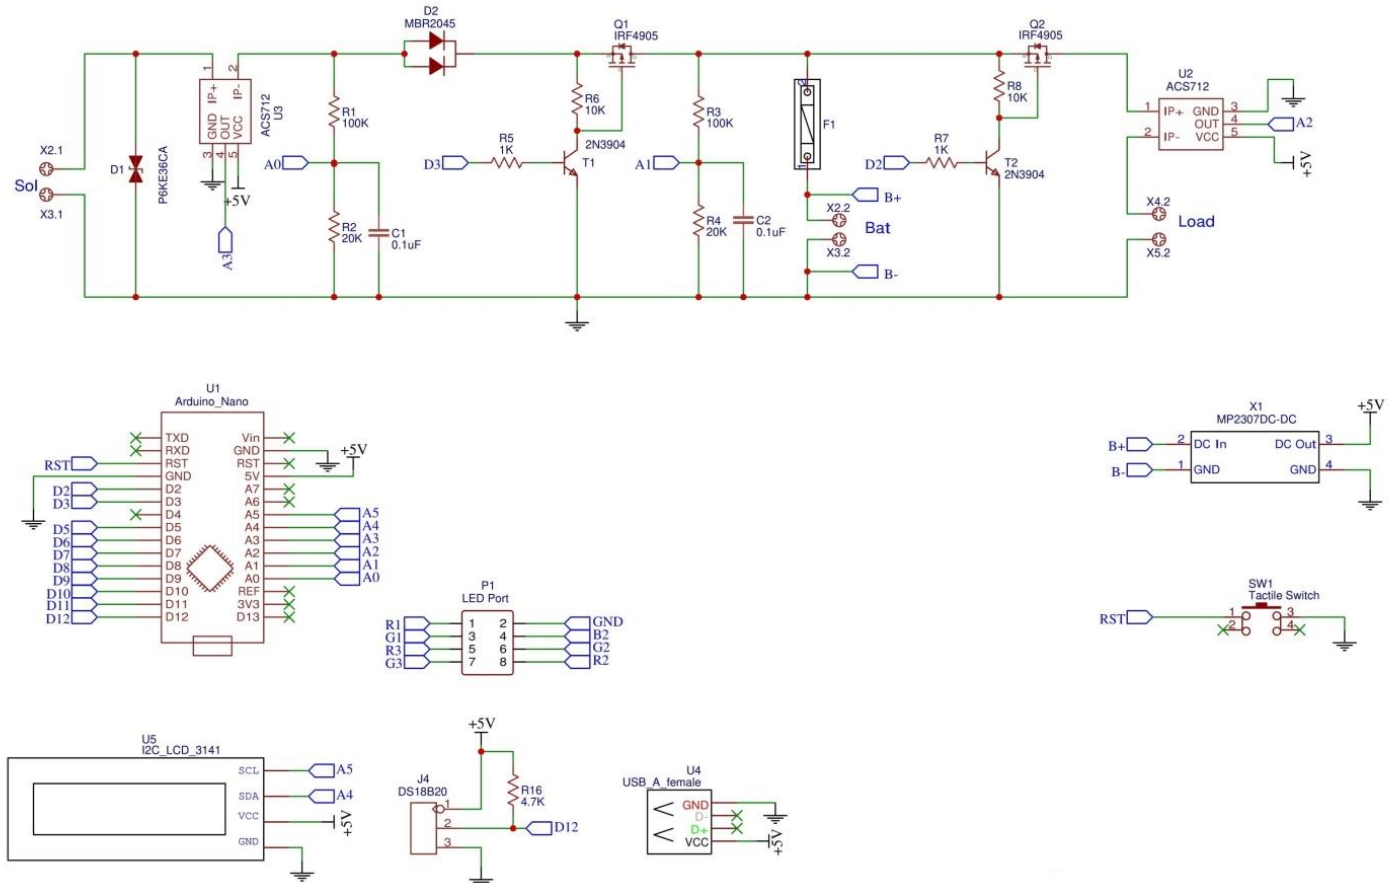 D2
MBR2045
Q1
IRF4905
Q2
IRF4905
U2
ACS712
1 IP+ GND 3
OUT 4 A2
2 IP- VCC 5
+5V
1 2
IP+ IP-
GND OUT VCC
3 4 5
ACS712
U3
+5V
A3
X2.1
Sol
X3.1
D1
P6KE36CA
R1
100K
A0
R2
20K
C1
0.1uF
R6
10K
D3
R5
1K
2N3904
T1
R3
100K
A1
R4
20K
C2
0.1uF
2
F1
1
B+
X2.2
Bat
X3.2
B-
R8
10K
D2
R7
1K
T2
2N3904
X4.2
Load
X5.2
U1
Arduino_Nano
TXD Vin
RXD GND
RST RST RST
GND 5V +5V
D2 D2 A7
D3 D3 A6
D4 A5 A5
D5 D5 A4 A4
D6 D6 A3 A3
D7 D7 A2 A2
D8 D8 A1 A1
D9 D9 A0 A0
D10 D10 REF
D11 D11 3V3
D12 D12 D13
P1
LED Port
R1 1 2 GND
G1 3 4 B2
R3 5 6 G2
G3 7 8 R2
X1
MP2307DC-DC
+5V
B+ 2 DC In DC Out 3
B- 1 GND GND 4
SW1
Tactile Switch
RST 1 3
2 4
U5
I2C_LCD_3141
SCL A5
SDA A4
VCC +5V
GND
+5V
J4
DS18B20
1
2
3
R16
4.7K
D12
U4
USB_A_female
GND
D-
D+
VCC +5V